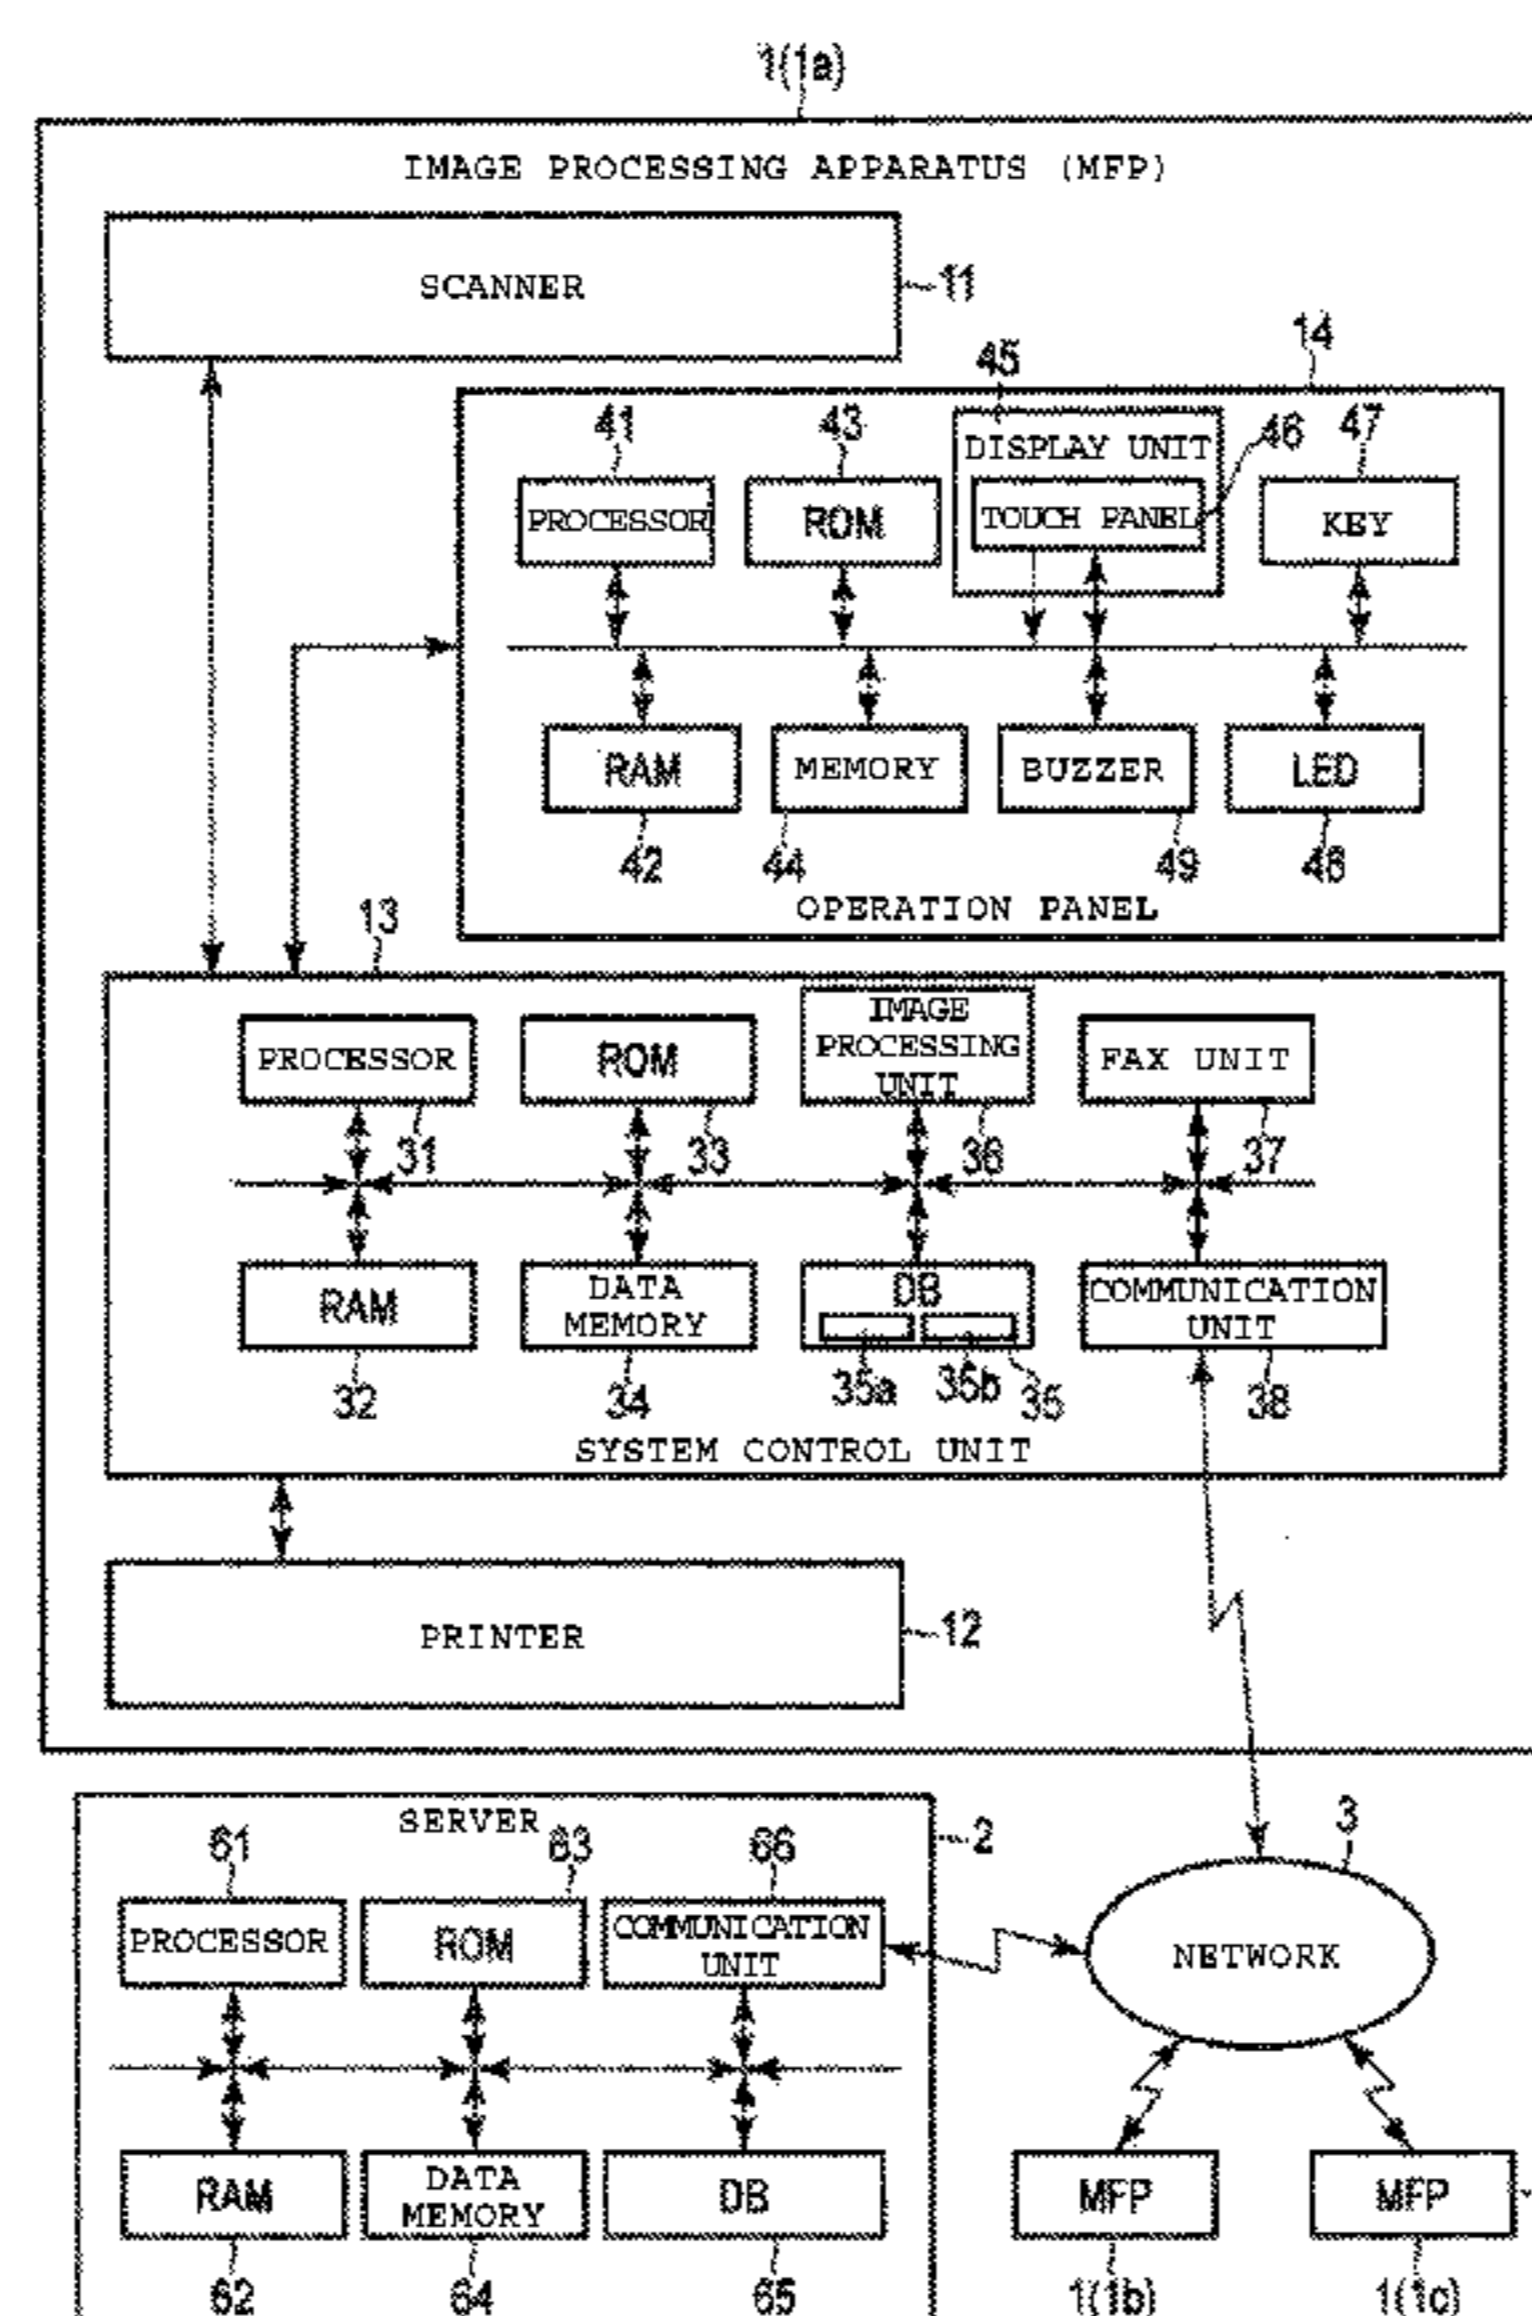 1(1a)
IMAGE PROCESSING APPARATUS (MFP)
SCANNER
11
14
45
41
43
46
47
DISPLAY UNIT
PROCESSOR
ROM
TOUCH PANEL
KEY
RAM
MEMORY
BUZZER
LED
42
44
49
48
OPERATION PANEL
13
PROCESSOR
ROM
IMAGE
PROCESSING
UNIT
FAX UNIT
31
33
36
37
RAM
DATA
MEMORY
DB
COMMUNICATION
UNIT
32
34
35a
35b
35
38
SYSTEM CONTROL UNIT
PRINTER
12
SERVER
2
3
61
63
66
PROCESSOR
ROM
COMMUNICATION
UNIT
NETWORK
RAM
DATA
MEMORY
DB
MFP
MFP
62
64
65
1(1b)
1(1c)